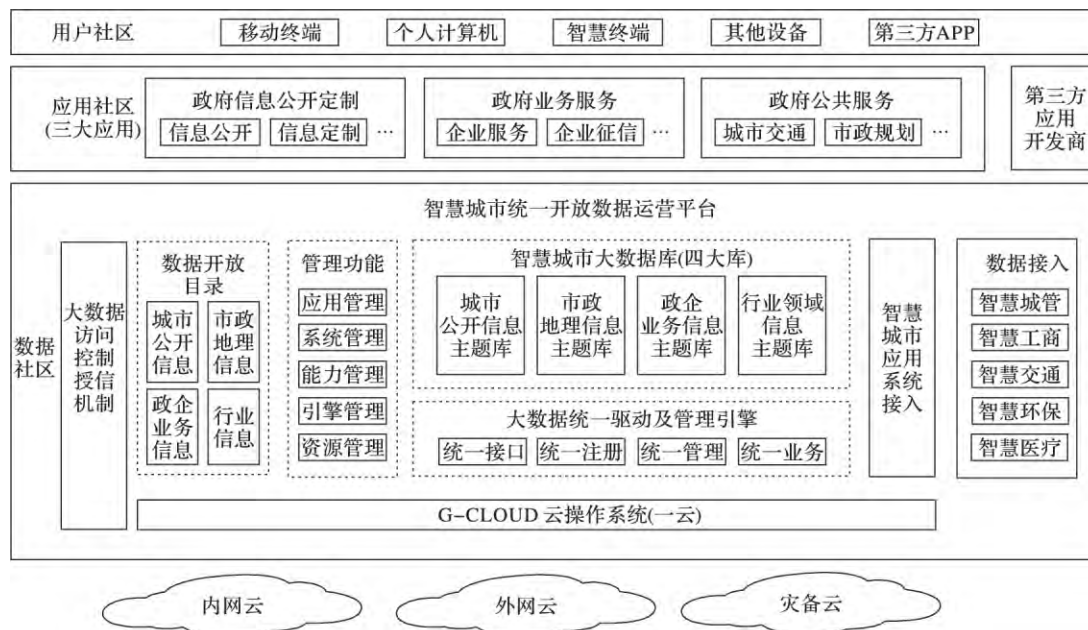 用户社区 移动终端 个人计算机 智慧终端 其他设备 第三方APP
应用社区
(三大应用)
政府信息公开定制
信息公开 信息定制 …
政府业务服务
企业服务 企业征信 …
政府公共服务
城市交通 市政规划 …
第三方
应用
开发商
智慧城市统一开放数据运营平台
数据
社区
大数据
访问
控制
授信
机制
数据开放
目录
城市
公开
信息
市政
地理
信息
政企
业务
信息
行业
信息
管理功能
应用管理
系统管理
能力管理
引擎管理
资源管理
智慧城市大数据库(四大库)
城市
公开信息
主题库
市政
地理信息
主题库
政企
业务信息
主题库
行业领域
信息
主题库
大数据统一驱动及管理引擎
统一接口 统一注册 统一管理 统一业务
智慧
城市
应用
系统
接入
数据接入
智慧城管
智慧工商
智慧交通
智慧环保
智慧医疗
G-CLOUD 云操作系统(一云)
内网云 外网云 灾备云